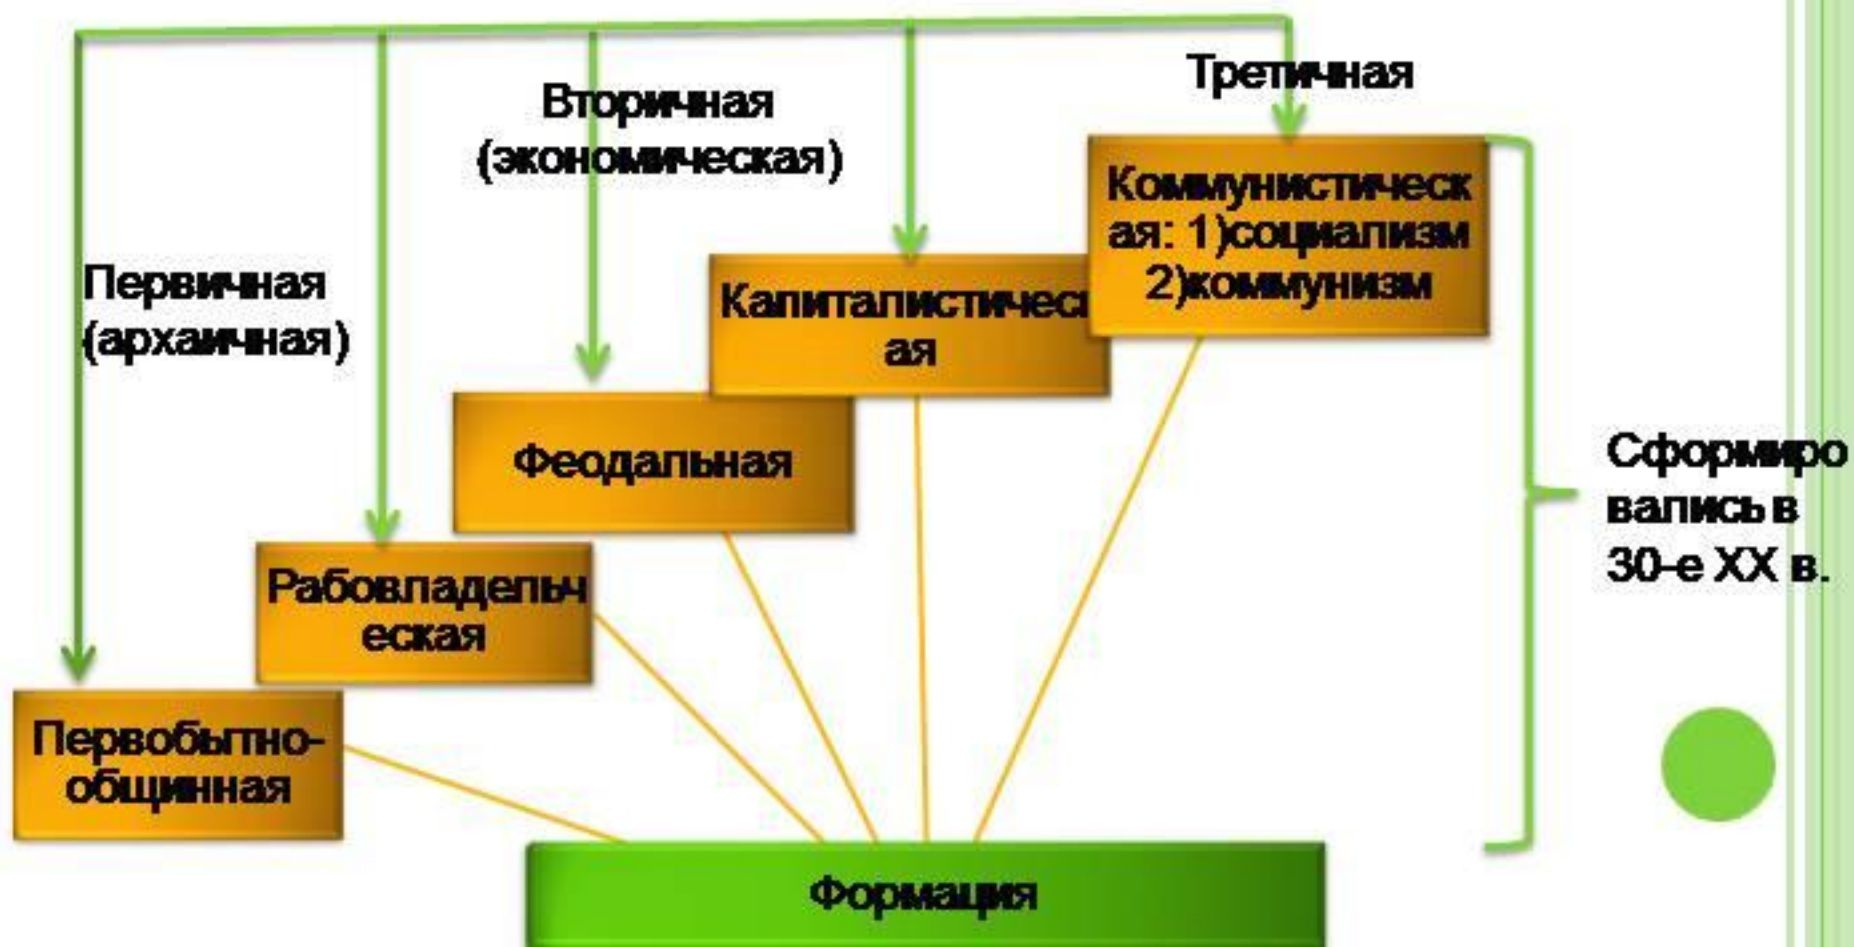 Третичная
Вторичная
(экономическая)
Коммунистическ
ая: 1)социализм
2)коммунизм
Первичная
(архаичная)
Капиталистичес
ая
Феодальная
Сформиро
вались в
30-е XX в.
Рабовладельч
еская
Первобытно-
общинная
Формация